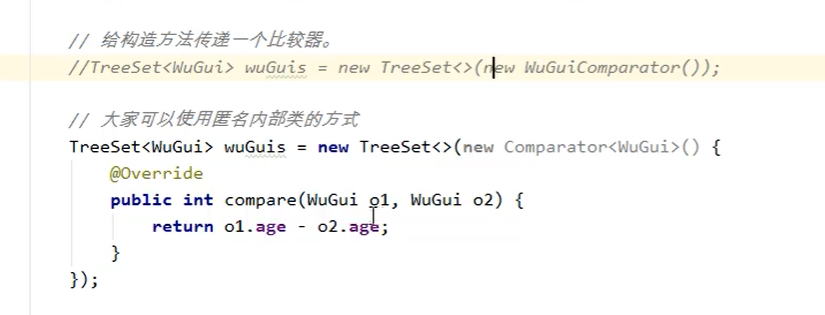 // 给构造方法传递一个比较器。
//TreeSet<WuGui> wuGuis = new TreeSet<>(new WuGuiComparator());
// 大家可以使用匿名内部类的方式
TreeSet<WuGui> wuGuis = new TreeSet<>(new Comparator<WuGui>() {
@Override
public int compare(WuGui o1, WuGui o2) {
return o1.age - o2.age;
}
});